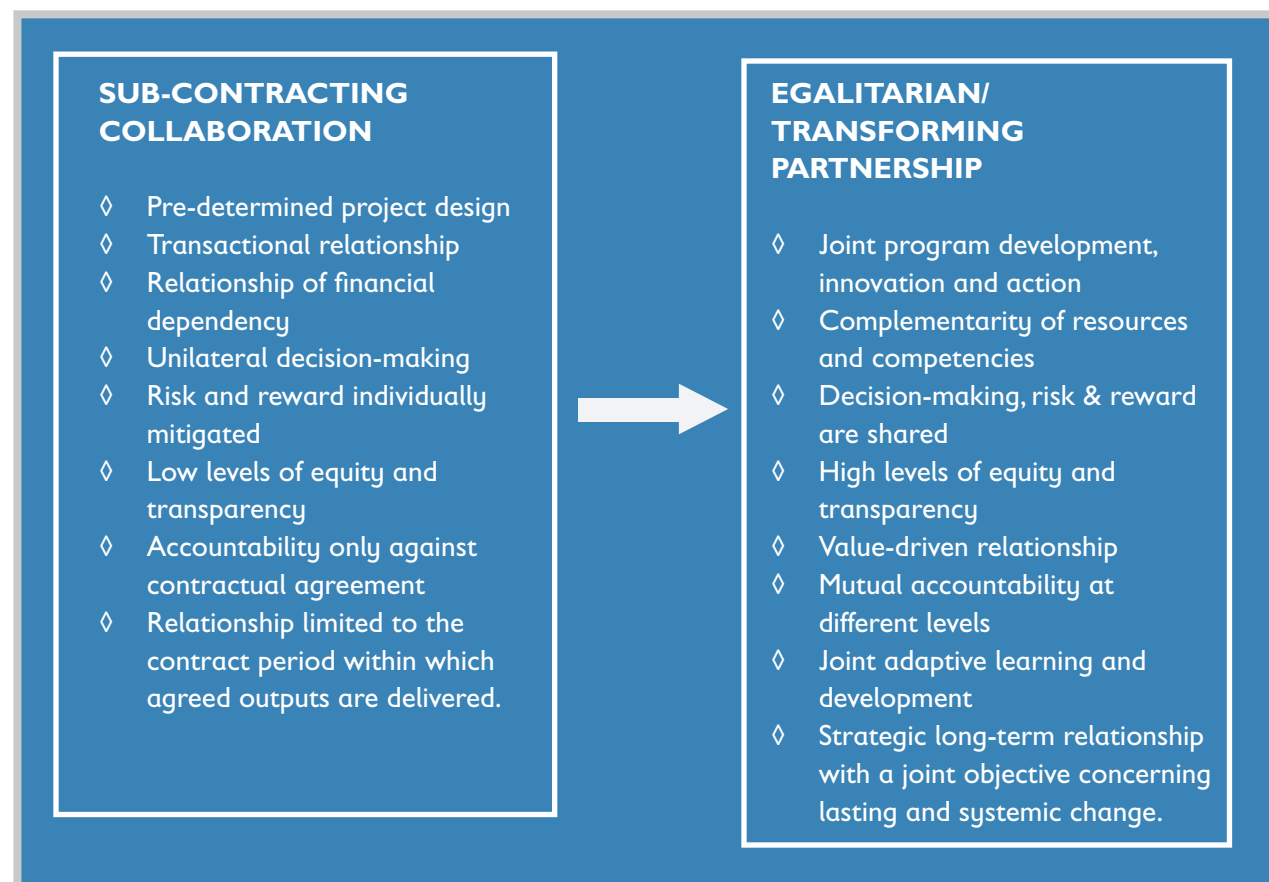 SUB-CONTRACTING
COLLABORATION
◊ Pre-determined project design
◊ Transactional relationship
◊ Relationship of financial
dependency
◊ Unilateral decision-making
◊ Risk and reward individually
mitigated
◊ Low levels of equity and
transparency
◊ Accountability only against
contractual agreement
◊ Relationship limited to the
contract period within which
agreed outputs are delivered.
EGALITARIAN/
TRANSFORMING
PARTNERSHIP
◊ Joint program development,
innovation and action
◊ Complementarity of resources
and competencies
◊ Decision-making, risk & reward
are shared
◊ High levels of equity and
transparency
◊ Value-driven relationship
◊ Mutual accountability at
different levels
◊ Joint adaptive learning and
development
◊ Strategic long-term relationship
with a joint objective concerning
lasting and systemic change.